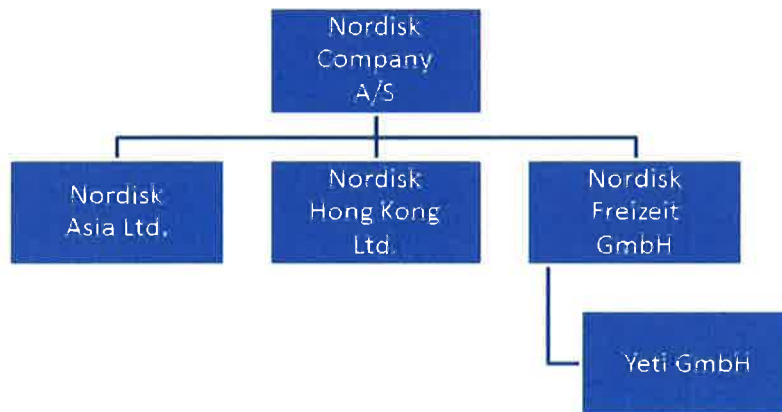 Nordisk
Company
A/S
Nordisk
Asia Ltd.
Nordisk
Hong Kong
Ltd.
Nordisk
Freizeit
GmbH
Yeti GmbH